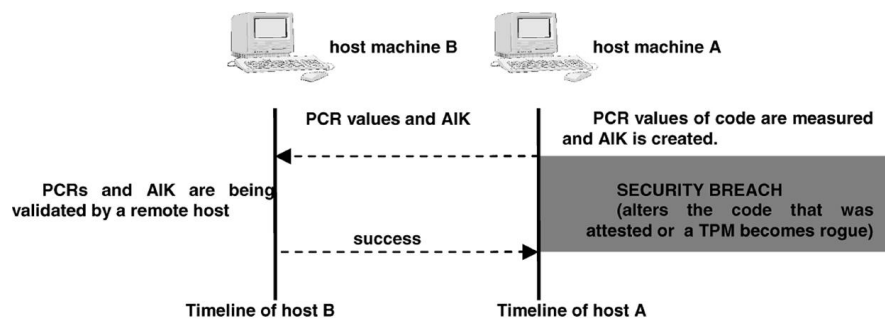 host machine B
host machine A
PCR values and AIK
PCR values of code are measured
and AIK is created.
PCRs and AIK are being
validated by a remote host
SECURITY BREACH
(alters the code that was
attested or a TPM becomes rogue)
success
Timeline of host B
Timeline of host A